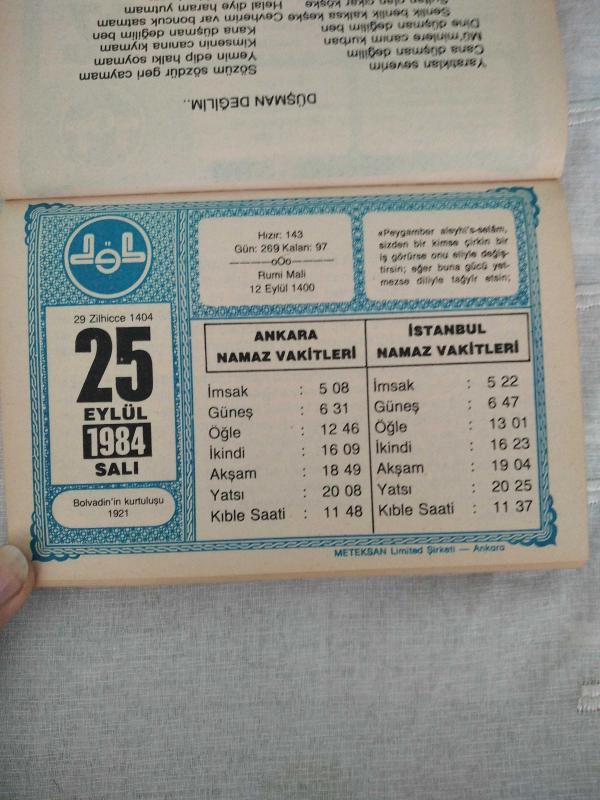 Helal diye haram yutmam
Cevherim var boncuk satmam
Kana düşman değilim ben
Kimsenin canına kıymam
Yemin edip halkı soymam
Sözüm sözdür geri caymam
Senlik benlik kalksa keşke
Dine düşman değilim ben
Mü'minlere canım kurban
Cana düşman değilim
Yaratıkları severim
DÜŞMAN DEĞİLİM..
29 Zilhicce 1404
25
EYLÜL
1984
SALI
Bolvadin'in kurtuluşu
1921
Hızır: 143
Gün: 269 Kalan: 97
———oOo———
Rumi Mali
12 Eylül 1400
«Peygamber aleyhi's-selâm,
sizden bir kimse çirkin bir
iş görürse onu eliyle değiş-
tirsin; eğer buna gücü yet-
mezse diliyle tağyîr etsin;
ANKARA
NAMAZ VAKİTLERİ
İmsak : 5 08
Güneş : 6 31
Öğle : 12 46
İkindi : 16 09
Akşam : 18 49
Yatsı : 20 08
Kıble Saati : 11 48
İSTANBUL
NAMAZ VAKİTLERİ
İmsak : 5 22
Güneş : 6 47
Öğle : 13 01
İkindi : 16 23
Akşam : 19 04
Yatsı : 20 25
Kıble Saati : 11 37
METEKSAN Limited Şirketi — Ankara